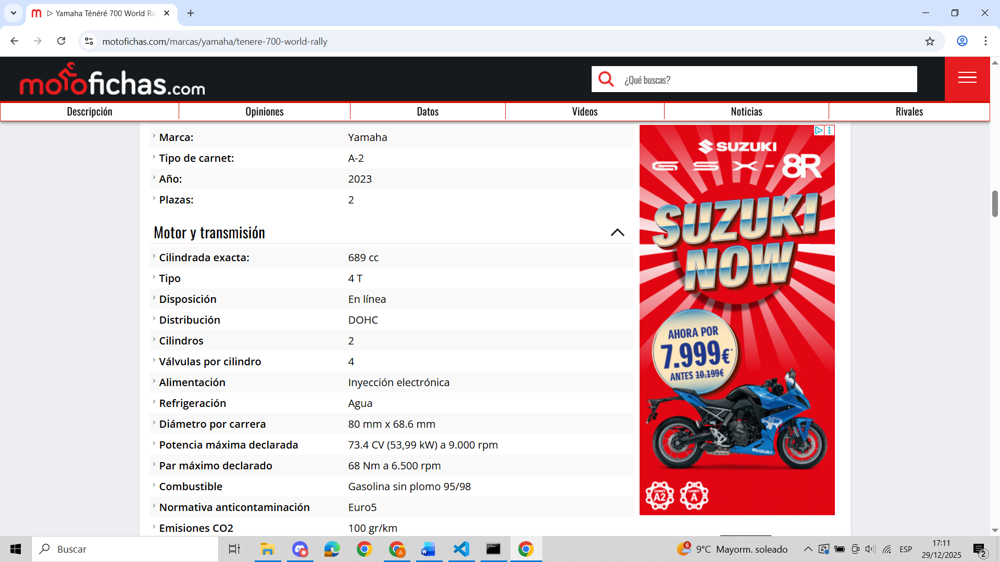 ▷ Yamaha Ténéré 700 World Ra
motofichas.com/marcas/yamaha/tenere-700-world-rally
motofichas.com
¿Qué buscas?
Descripción Opiniones Datos Videos Noticias Rivales
Marca: Yamaha
Tipo de carnet: A-2
Año: 2023
Plazas: 2
Motor y transmisión
Cilindrada exacta: 689 cc
Tipo 4 T
Disposición En línea
Distribución DOHC
Cilindros 2
Válvulas por cilindro 4
Alimentación Inyección electrónica
Refrigeración Agua
Diámetro por carrera 80 mm x 68.6 mm
Potencia máxima declarada 73.4 CV (53,99 kW) a 9.000 rpm
Par máximo declarado 68 Nm a 6.500 rpm
Combustible Gasolina sin plomo 95/98
Normativa anticontaminación Euro5
Emisiones CO2 100 gr/km
SUZUKI
GSX-8R
SUZUKI
NOW
AHORA POR
7.999€*
ANTES 10.199€
SUZUKI
CARNET A2
CARNET A
Buscar
6
9°C Mayorm. soleado
ESP
17:11
29/12/2025
2